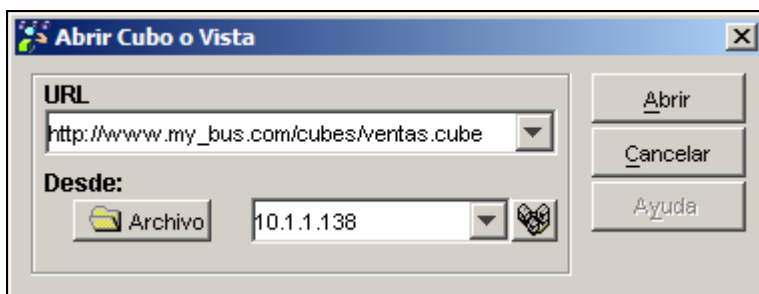 Abrir Cubo o Vista
URL
http://www.my_bus.com/cubes/ventas.cube
Desde:
Archivo
10.1.1.138
Abrir
Cancelar
Ayuda